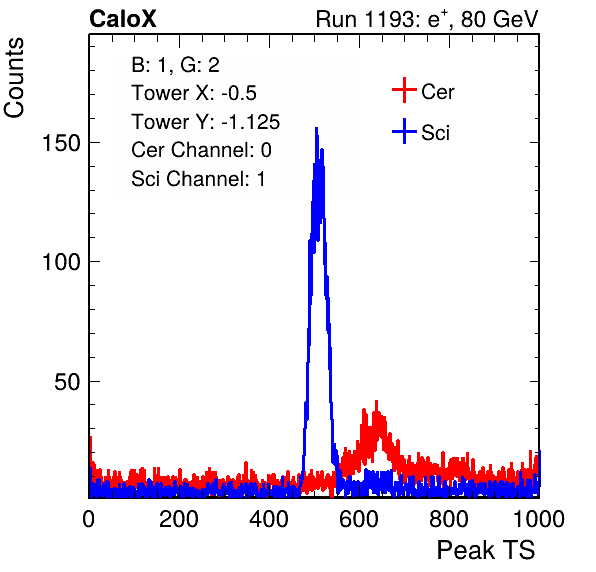 CaloX Run 1193: e⁺, 80 GeV
Counts
B: 1, G: 2
Tower X: -0.5
Tower Y: -1.125
Cer Channel: 0
Sci Channel: 1
Cer
Sci
150
100
50
0 200 400 600 800 1000
Peak TS